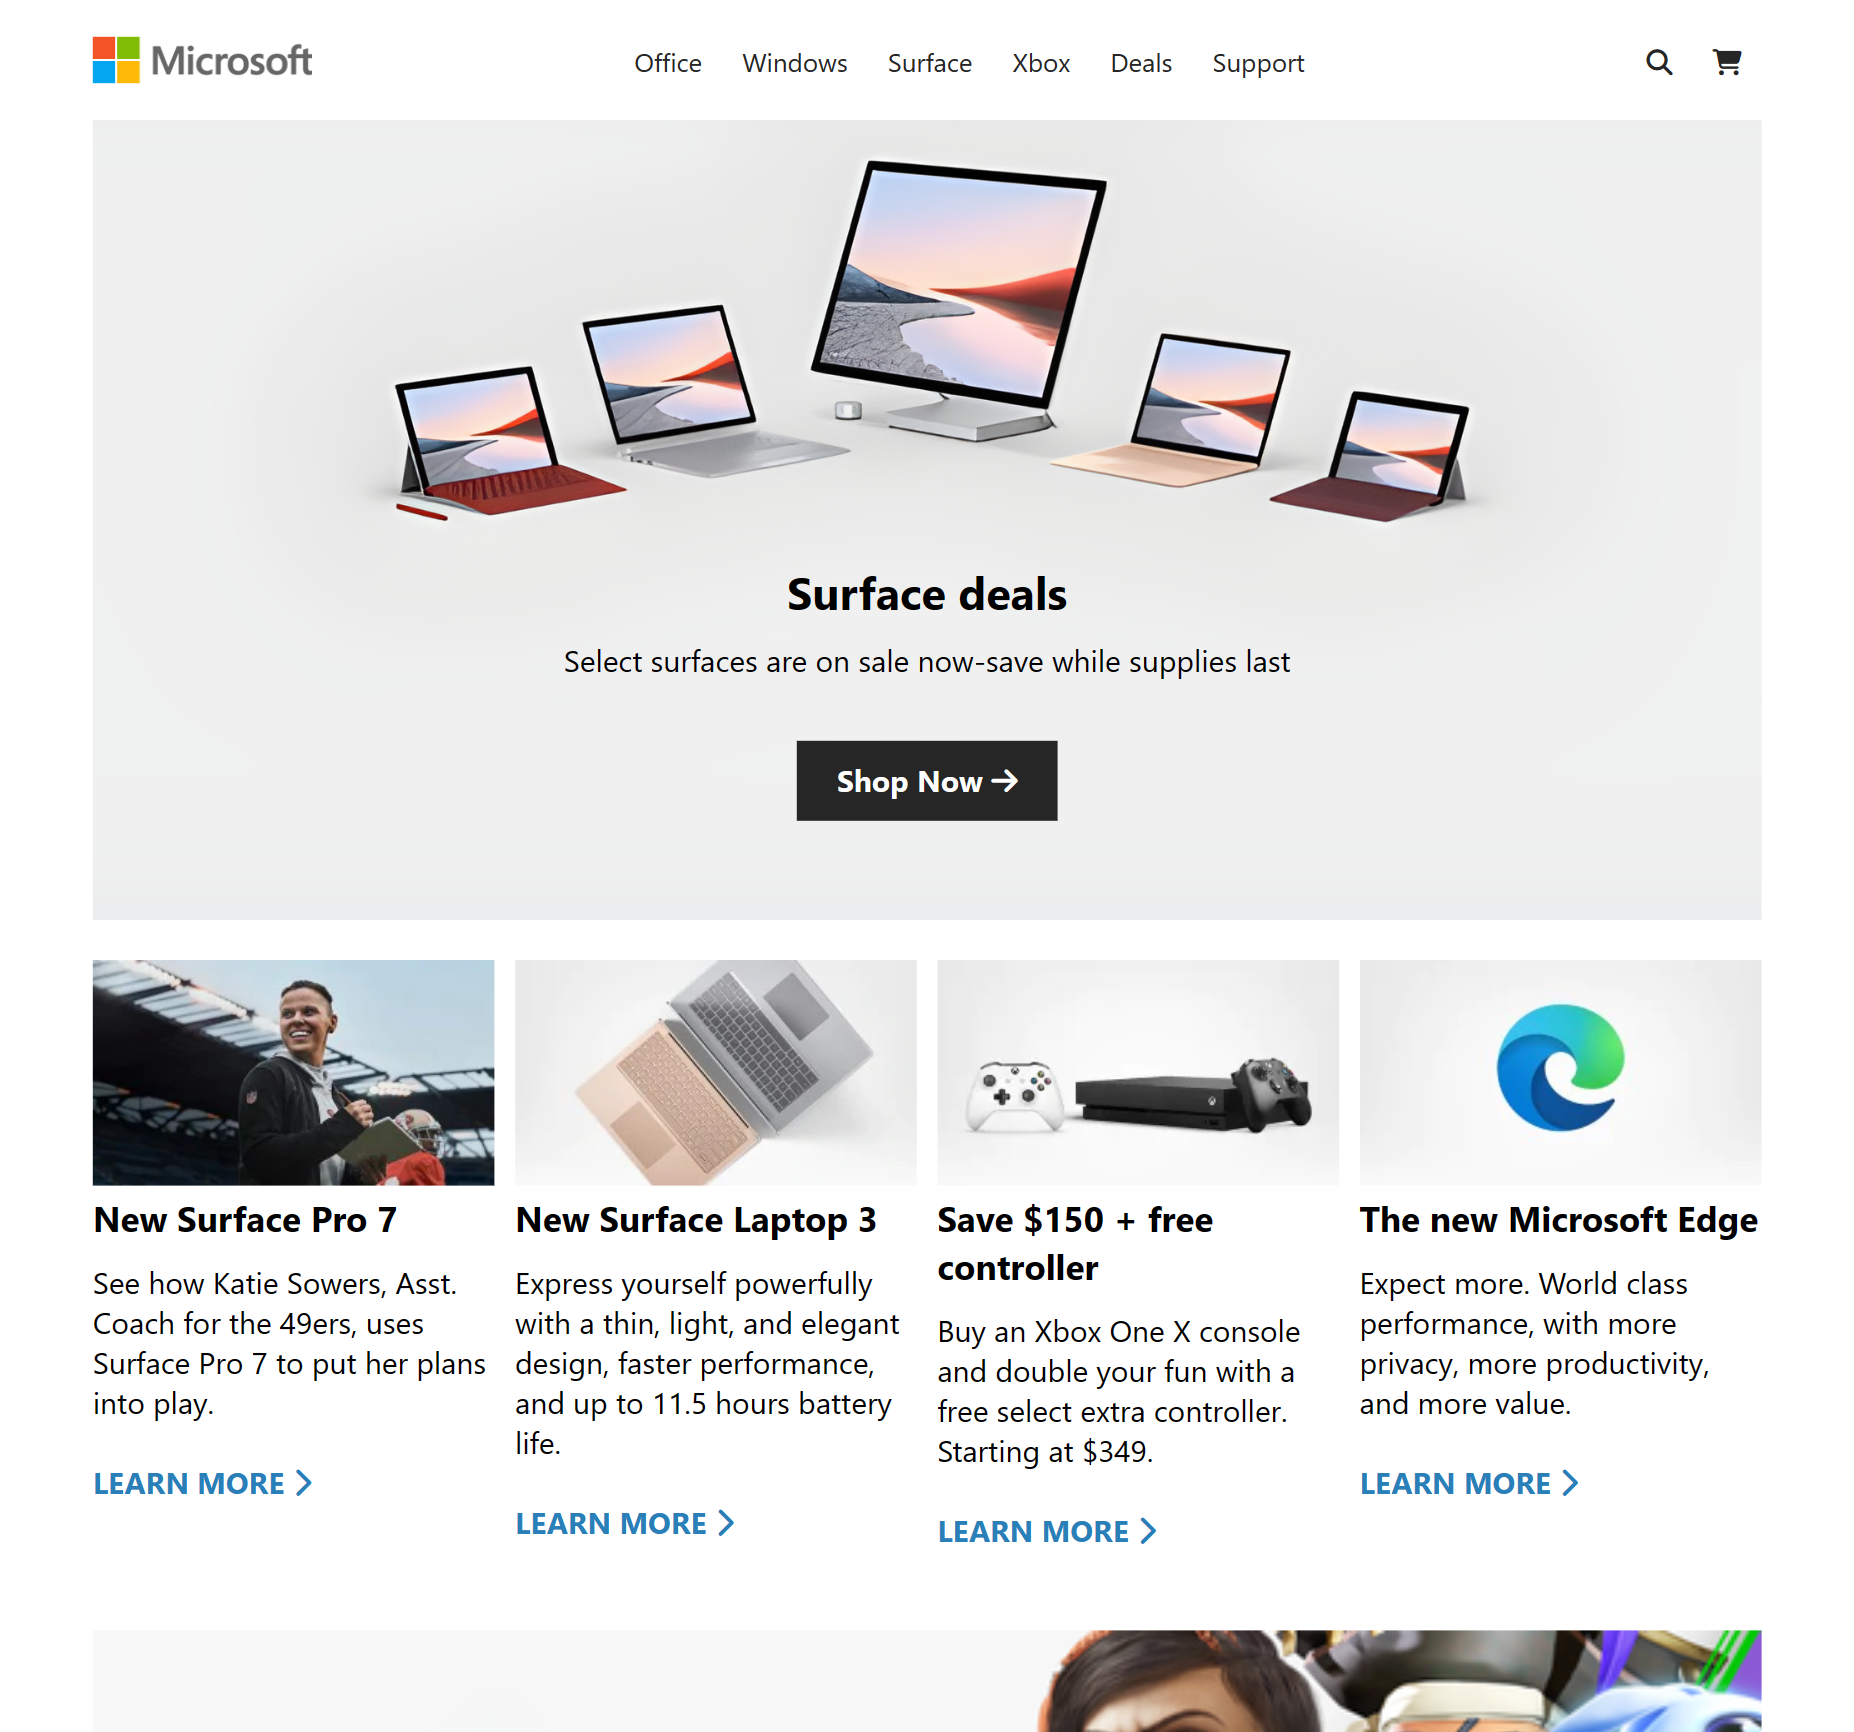 Microsoft
Office Windows Surface Xbox Deals Support
Surface deals
Select surfaces are on sale now-save while supplies last
Shop Now
New Surface Pro 7
See how Katie Sowers, Asst.
Coach for the 49ers, uses
Surface Pro 7 to put her plans
into play.
LEARN MORE
New Surface Laptop 3
Express yourself powerfully
with a thin, light, and elegant
design, faster performance,
and up to 11.5 hours battery
life.
LEARN MORE
Save $150 + free
controller
Buy an Xbox One X console
and double your fun with a
free select extra controller.
Starting at $349.
LEARN MORE
The new Microsoft Edge
Expect more. World class
performance, with more
privacy, more productivity,
and more value.
LEARN MORE